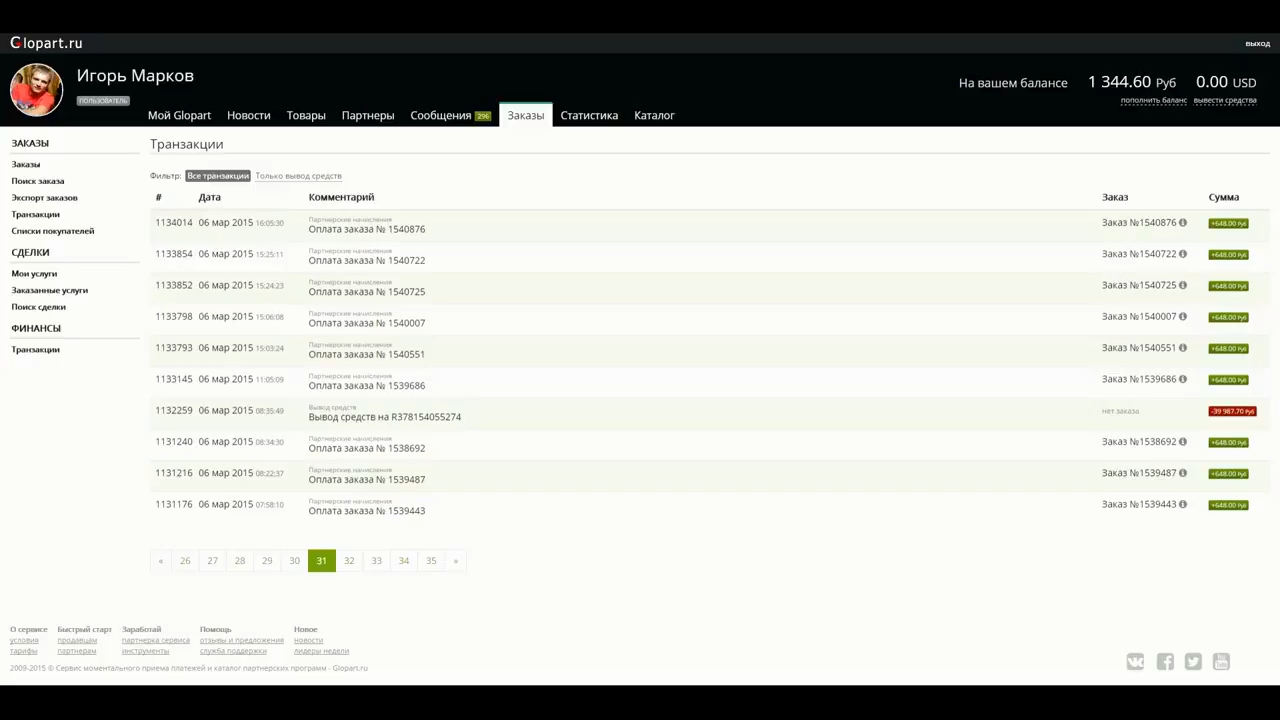 Glopart.ru
выход
Игорь Марков
ПОЛЬЗОВАТЕЛЬ
На вашем балансе 1 344.60 Руб 0.00 USD
пополнить баланс вывести средства
Мой Glopart Новости Товары Партнеры Сообщения 296 Заказы Статистика Каталог
ЗАКАЗЫ
Заказы
Поиск заказа
Экспорт заказов
Транзакции
Списки покупателей
СДЕЛКИ
Мои услуги
Заказанные услуги
Поиск сделки
ФИНАНСЫ
Транзакции
Транзакции
Фильтр: Все транзакции Только вывод средств
# Дата Комментарий Заказ Сумма
Партнерские начисления
1134014 06 мар 2015 16:05:30 Оплата заказа № 1540876 Заказ №1540876 +648.00 Руб
Партнерские начисления
1133854 06 мар 2015 15:25:11 Оплата заказа № 1540722 Заказ №1540722 +648.00 Руб
Партнерские начисления
1133852 06 мар 2015 15:24:23 Оплата заказа № 1540725 Заказ №1540725 +648.00 Руб
Партнерские начисления
1133798 06 мар 2015 15:06:08 Оплата заказа № 1540007 Заказ №1540007 +648.00 Руб
Партнерские начисления
1133793 06 мар 2015 15:03:24 Оплата заказа № 1540551 Заказ №1540551 +648.00 Руб
Партнерские начисления
1133145 06 мар 2015 11:05:09 Оплата заказа № 1539686 Заказ №1539686 +648.00 Руб
Вывод средств
1132259 06 мар 2015 08:35:49 Вывод средств на R378154055274 нет заказа -39 987.70 Руб
Партнерские начисления
1131240 06 мар 2015 08:34:30 Оплата заказа № 1538692 Заказ №1538692 +648.00 Руб
Партнерские начисления
1131216 06 мар 2015 08:22:37 Оплата заказа № 1539487 Заказ №1539487 +648.00 Руб
Партнерские начисления
1131176 06 мар 2015 07:58:10 Оплата заказа № 1539443 Заказ №1539443 +648.00 Руб
« 26 27 28 29 30 31 32 33 34 35 »
О сервисе Быстрый старт Заработай Помощь Новое
условия продавцам партнерка сервиса отзывы и предложения новости
тарифы партнерам инструменты служба поддержки лидеры недели
2009-2015 © Сервис моментального приема платежей и каталог партнерских программ - Glopart.ru